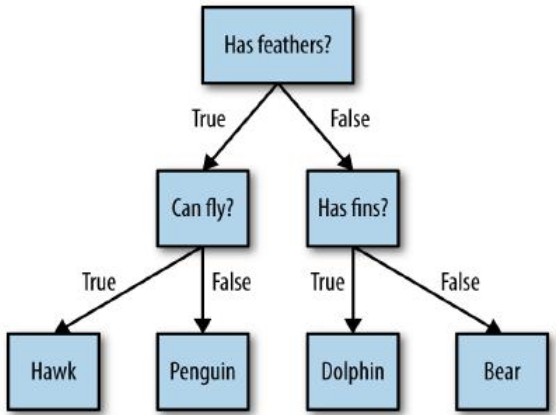 Has feathers?
True False
Can fly? Has fins?
True False True False
Hawk Penguin Dolphin Bear